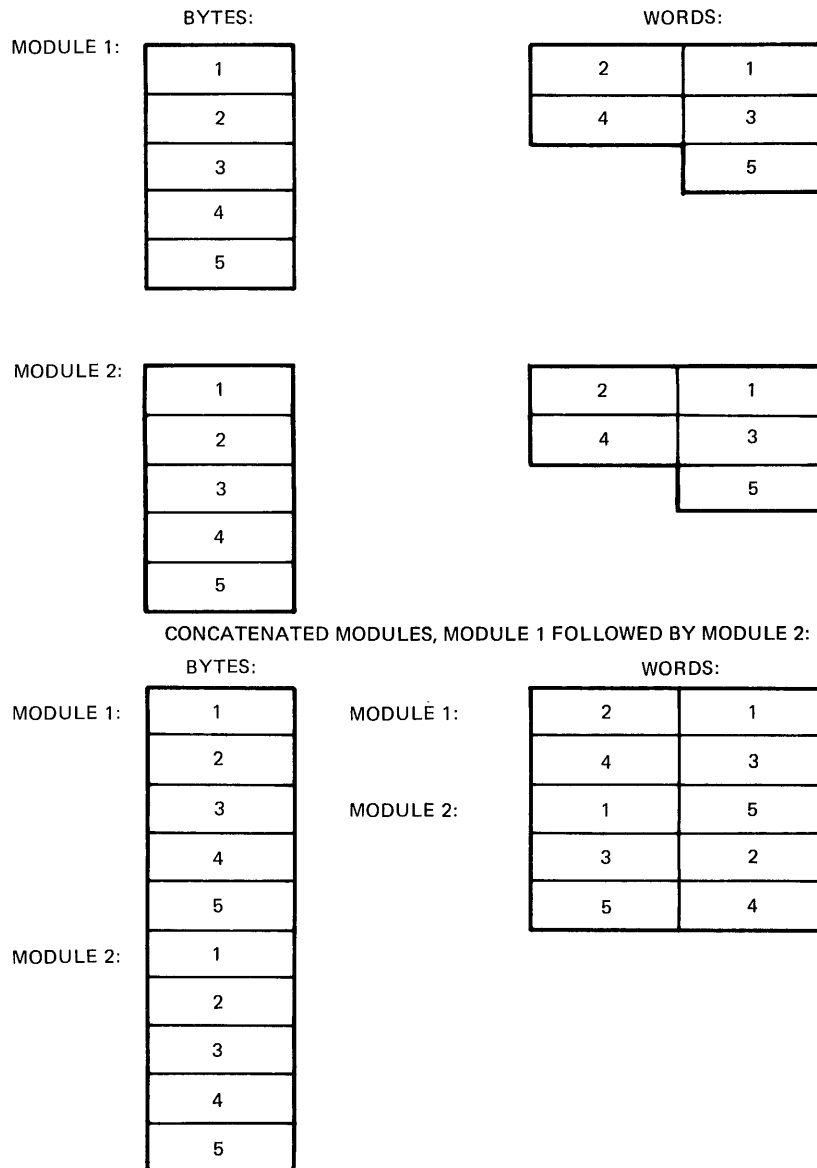 BYTES: WORDS:
MODULE 1:
1 2 1
2 4 3
3 5
4
5
MODULE 2:
1 2 1
2 4 3
3 5
4
5
CONCATENATED MODULES, MODULE 1 FOLLOWED BY MODULE 2:
BYTES: WORDS:
MODULE 1: 1 MODULE 1: 2 1
2 4 3
3 MODULE 2: 1 5
4 3 2
5 5 4
MODULE 2: 1
2
3
4
5